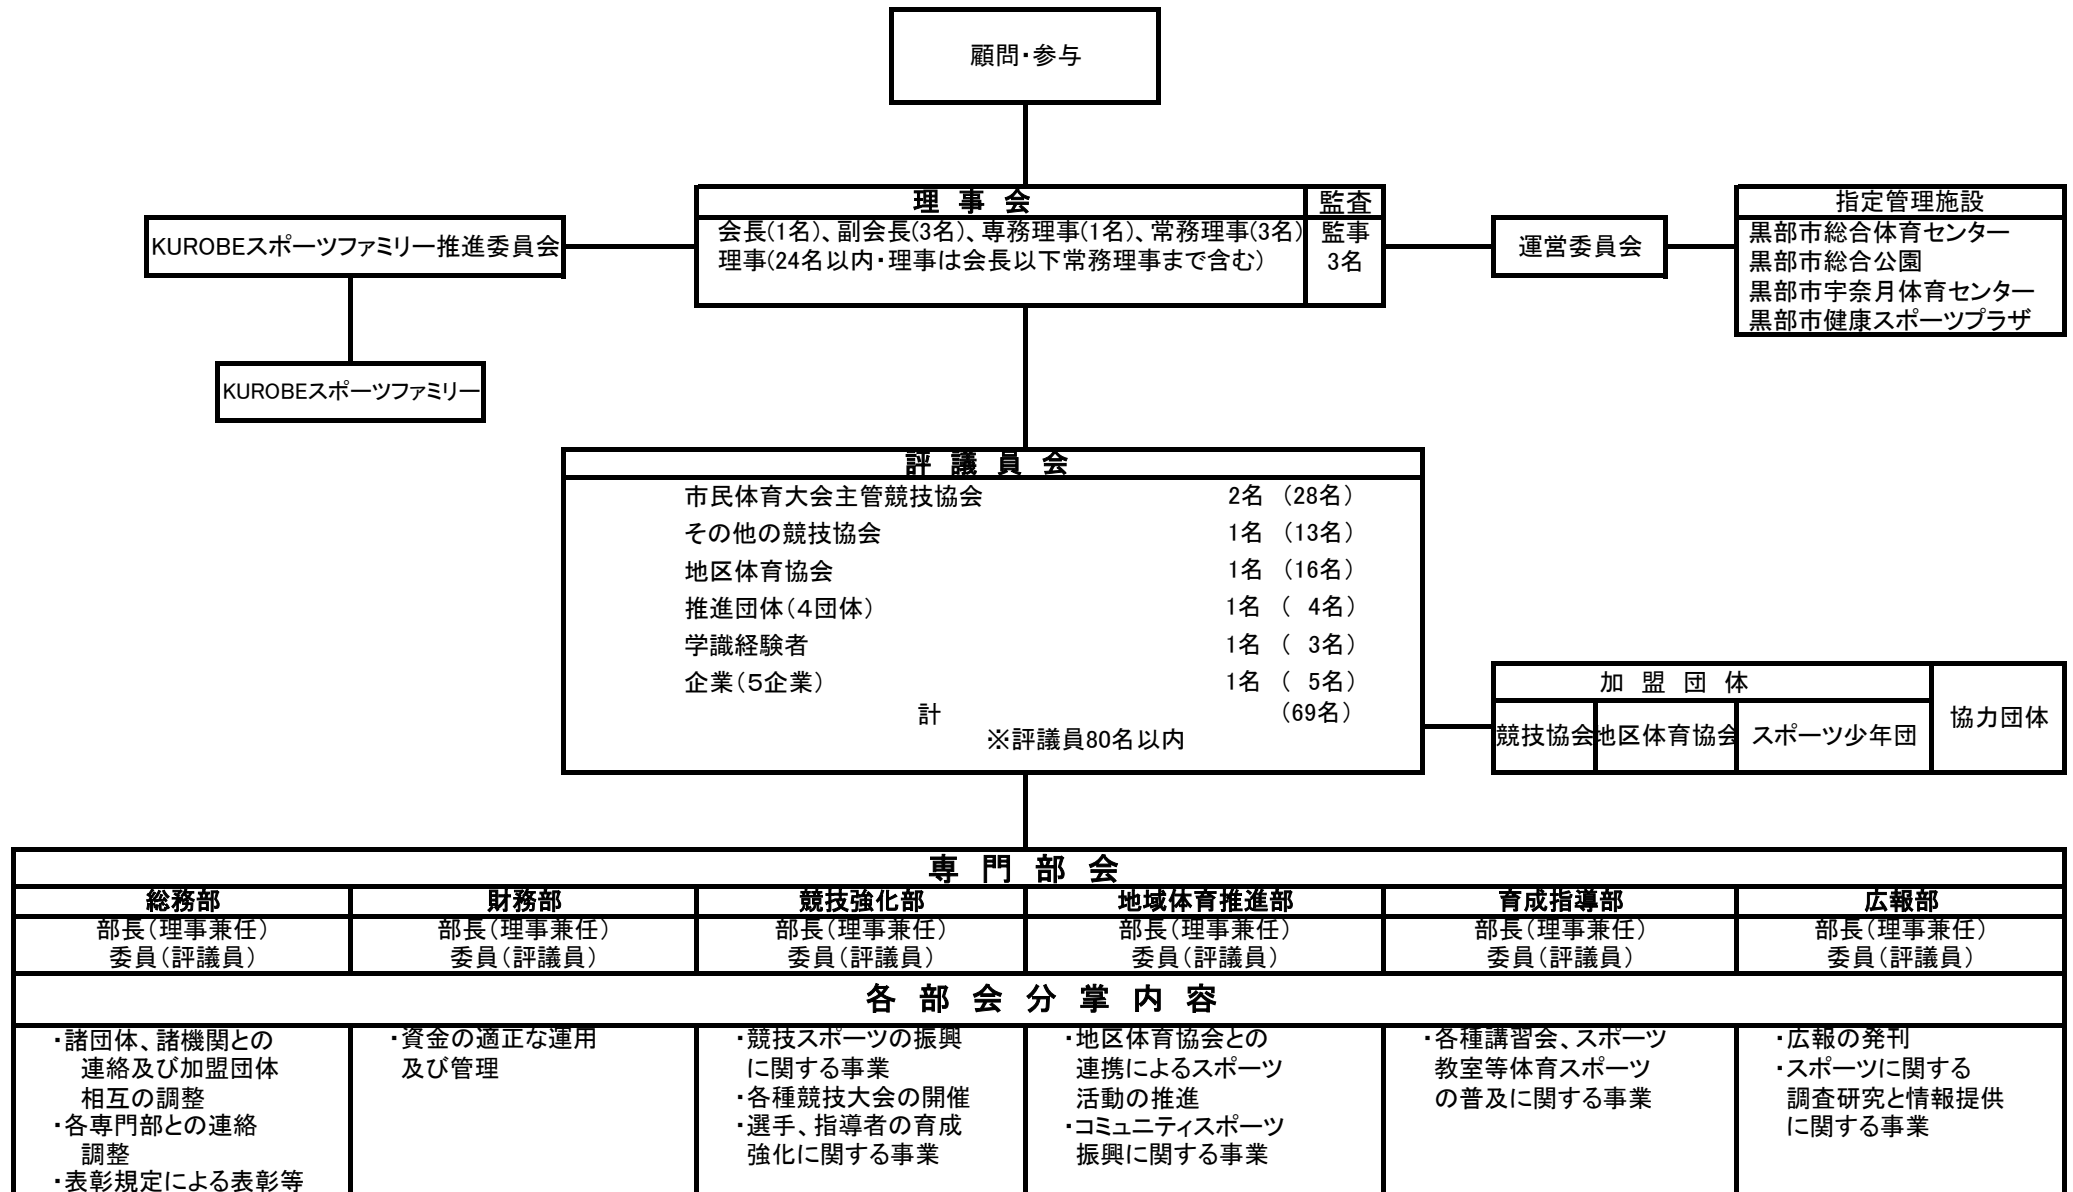 顧問・参与
理 事 会
監査
会長(1名)、副会長(3名)、専務理事(1名)、常務理事(3名)
理事(24名以内・理事は会長以下常務理事まで含む)
監事
3名
KUROBEスポーツファミリー推進委員会
KUROBEスポーツファミリー
運営委員会
指定管理施設
黒部市総合体育センター
黒部市総合公園
黒部市宇奈月体育センター
黒部市健康スポーツプラザ
評 議 員 会
市民体育大会主管競技協会 2名 (28名)
その他の競技協会 1名 (13名)
地区体育協会 1名 (16名)
推進団体(4団体) 1名 ( 4名)
学識経験者 1名 ( 3名)
企業(5企業) 1名 ( 5名)
計 (69名)
※評議員80名以内
加 盟 団 体
競技協会
地区体育協会
スポーツ少年団
協力団体
専 門 部 会
総務部
部長(理事兼任)
委員(評議員)
財務部
部長(理事兼任)
委員(評議員)
競技強化部
部長(理事兼任)
委員(評議員)
地域体育推進部
部長(理事兼任)
委員(評議員)
育成指導部
部長(理事兼任)
委員(評議員)
広報部
部長(理事兼任)
委員(評議員)
各 部 会 分 掌 内 容
・諸団体、諸機関との
連絡及び加盟団体
相互の調整
・各専門部との連絡
調整
・表彰規定による表彰等
・資金の適正な運用
及び管理
・競技スポーツの振興
に関する事業
・各種競技大会の開催
・選手、指導者の育成
強化に関する事業
・地区体育協会との
連携によるスポーツ
活動の推進
・コミュニティスポーツ
振興に関する事業
・各種講習会、スポーツ
教室等体育スポーツ
の普及に関する事業
・広報の発刊
・スポーツに関する
調査研究と情報提供
に関する事業